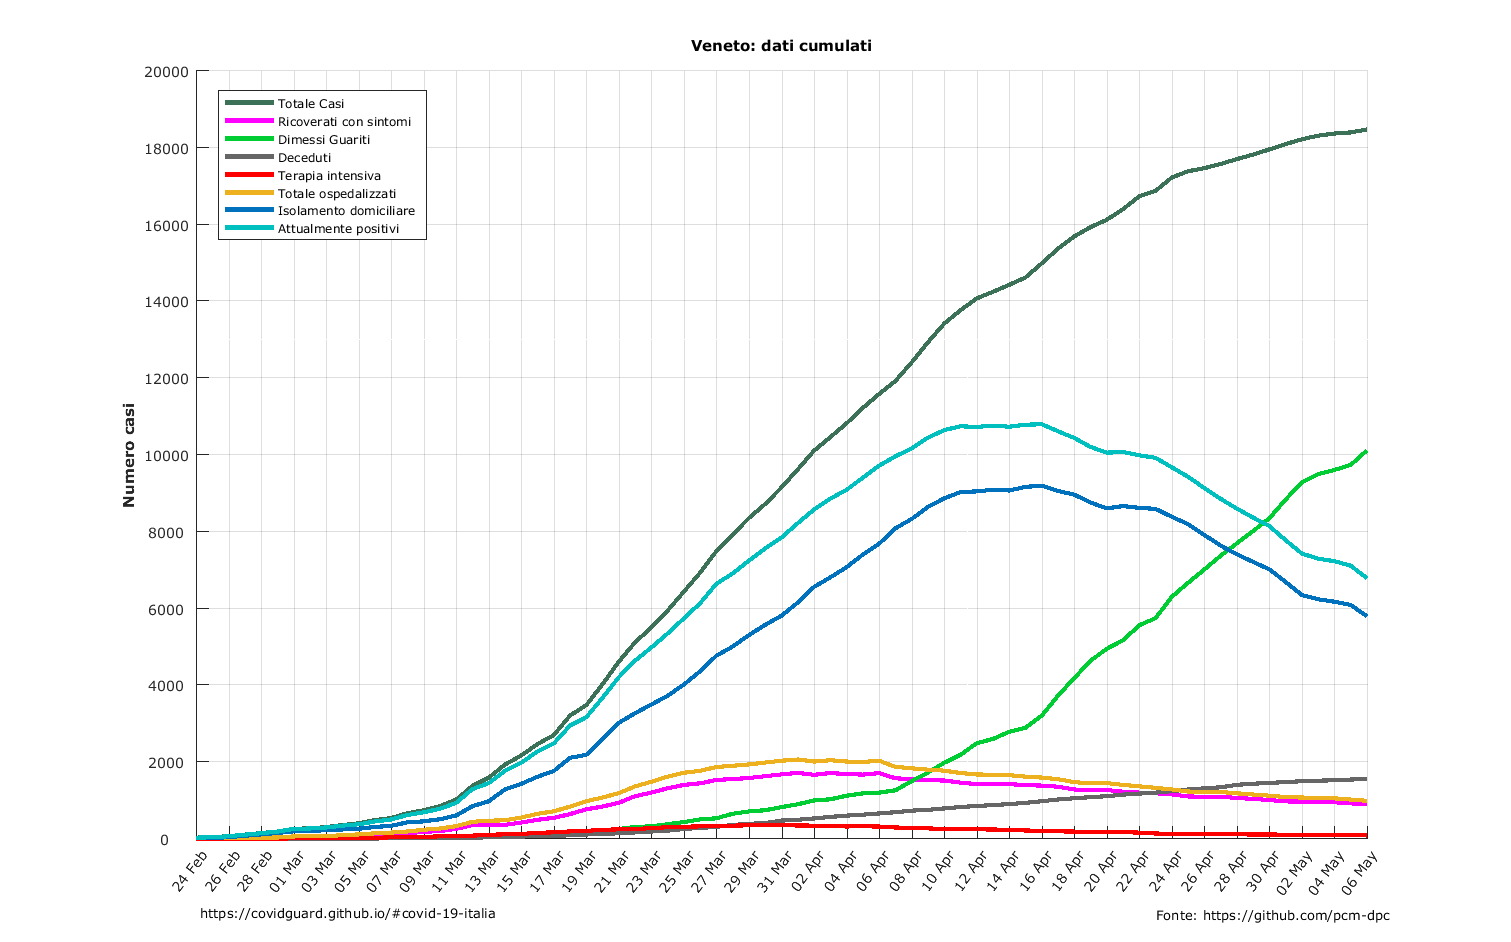 Veneto: dati cumulati
20000
18000
16000
14000
12000
10000
8000
6000
4000
2000
0
Numero casi
Totale Casi
Ricoverati con sintomi
Dimessi Guariti
Deceduti
Terapia intensiva
Totale ospedalizzati
Isolamento domiciliare
Attualmente positivi
24 Feb
26 Feb
28 Feb
01 Mar
03 Mar
05 Mar
07 Mar
09 Mar
11 Mar
13 Mar
15 Mar
17 Mar
19 Mar
21 Mar
23 Mar
25 Mar
27 Mar
29 Mar
31 Mar
02 Apr
04 Apr
06 Apr
08 Apr
10 Apr
12 Apr
14 Apr
16 Apr
18 Apr
20 Apr
22 Apr
24 Apr
26 Apr
28 Apr
30 Apr
02 May
04 May
06 May
https://covidguard.github.io/#covid-19-italia
Fonte: https://github.com/pcm-dpc